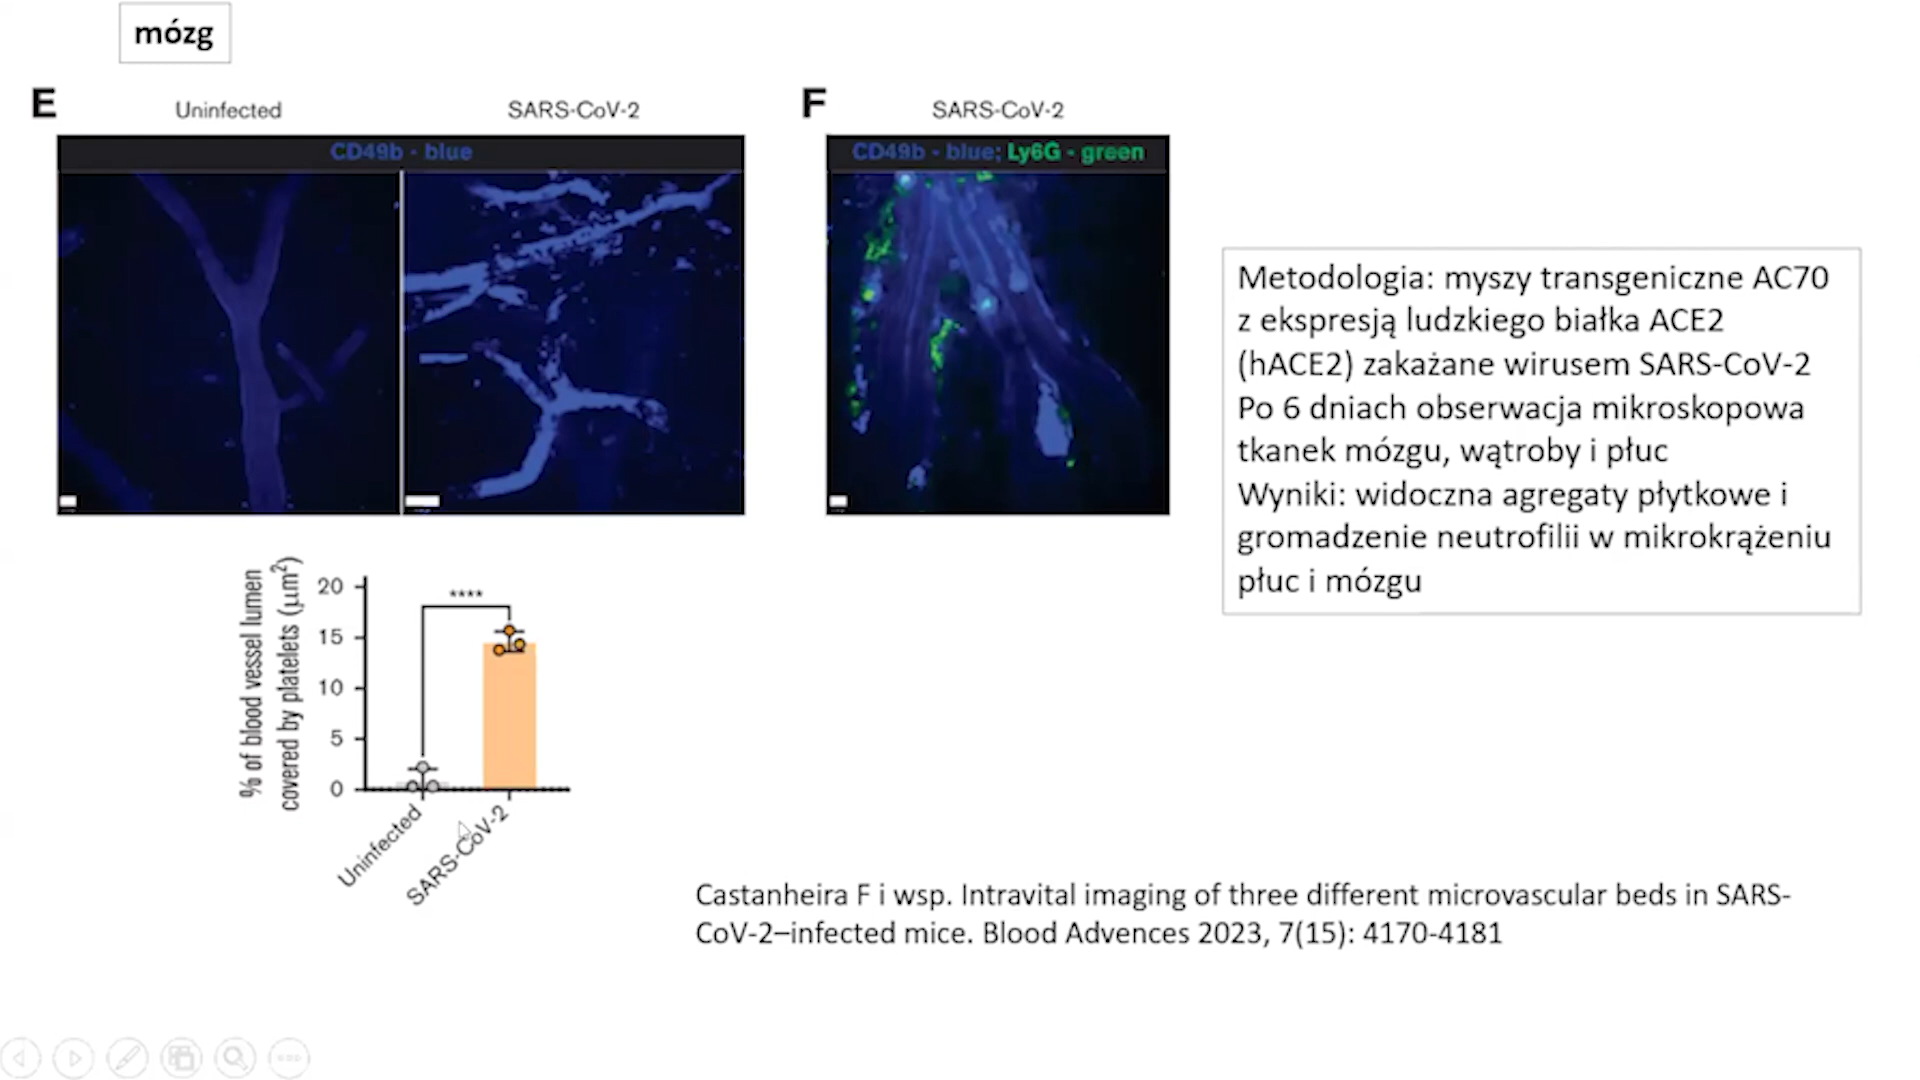 mózg
E
Uninfected
SARS-CoV-2
CD49b - blue
F
SARS-CoV-2
CD49b - blue; Ly6G - green
Metodologia: myszy transgeniczne AC70
z ekspresją ludzkiego białka ACE2
(hACE2) zakażane wirusem SARS-CoV-2
Po 6 dniach obserwacja mikroskopowa
tkanek mózgu, wątroby i płuc
Wyniki: widoczna agregaty płytkowe i
gromadzenie neutrofilii w mikrokrążeniu
płuc i mózgu
% of blood vessel lumen
covered by platelets (μm²)
20
15
10
5
0
****
Uninfected
SARS-CoV-2
Castanheira F i wsp. Intravital imaging of three different microvascular beds in SARS-
CoV-2–infected mice. Blood Advences 2023, 7(15): 4170-4181